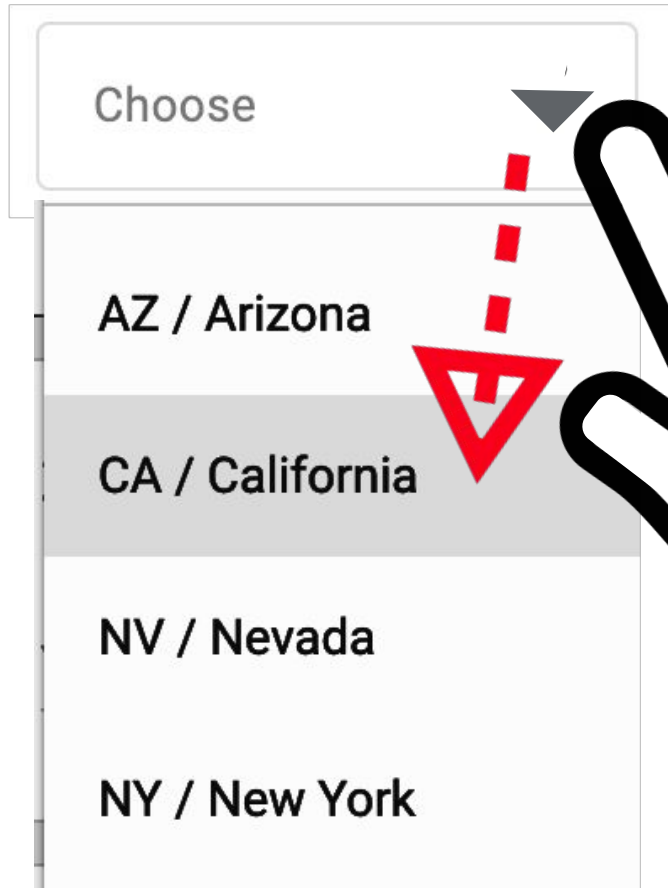 Choose
AZ / Arizona
CA / California
NV / Nevada
NY / New York